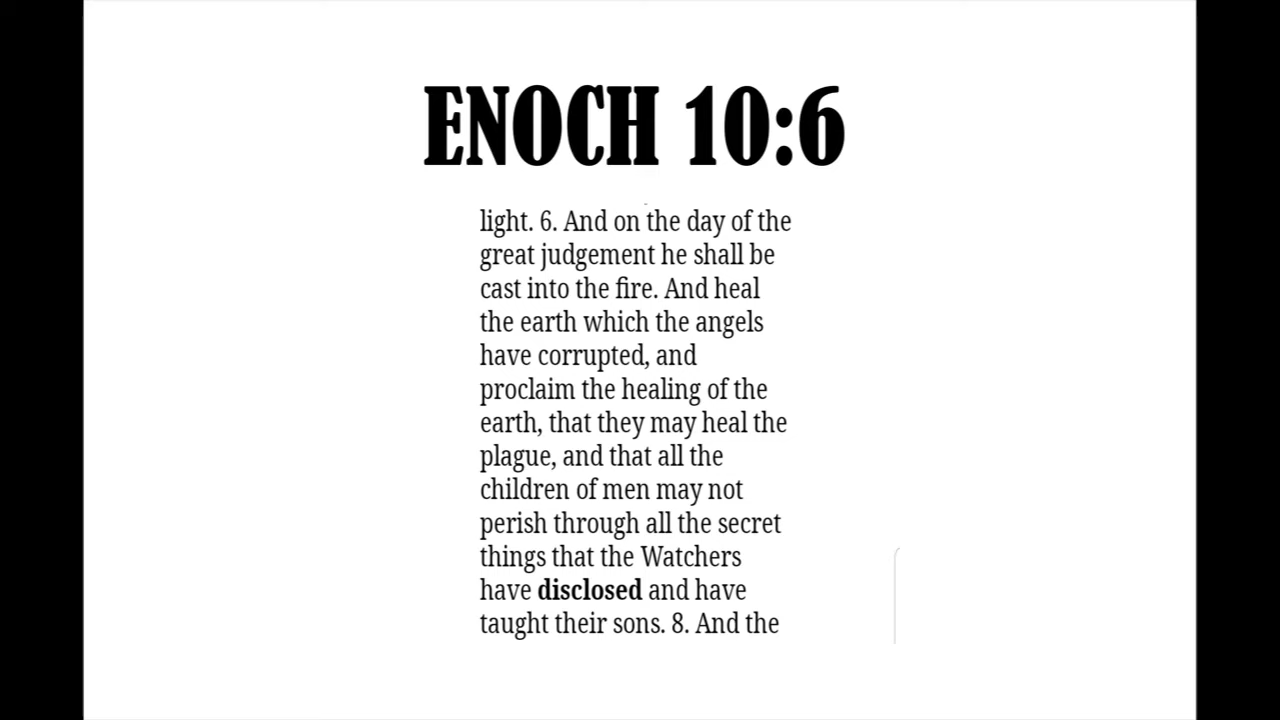 ENOCH 10:6
light. 6. And on the day of the
great judgement he shall be
cast into the fire. And heal
the earth which the angels
have corrupted, and
proclaim the healing of the
earth, that they may heal the
plague, and that all the
children of men may not
perish through all the secret
things that the Watchers
have disclosed and have
taught their sons. 8. And the